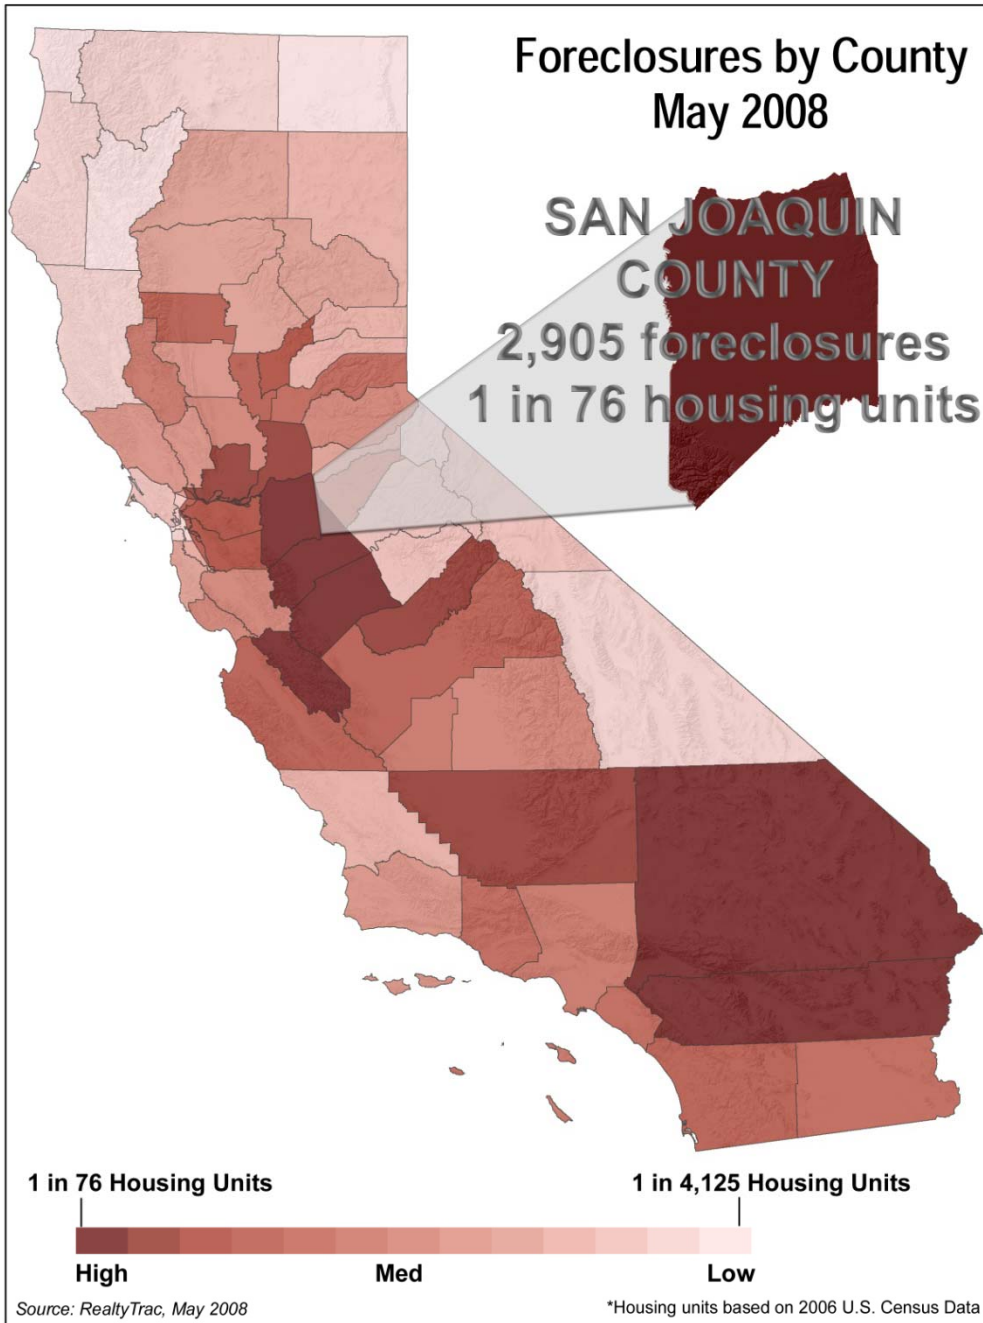 Foreclosures by County
May 2008
SAN JOAQUIN
COUNTY
2,905 foreclosures
1 in 76 housing units
1 in 76 Housing Units
1 in 4,125 Housing Units
High
Med
Low
Source: RealtyTrac, May 2008
*Housing units based on 2006 U.S. Census Data